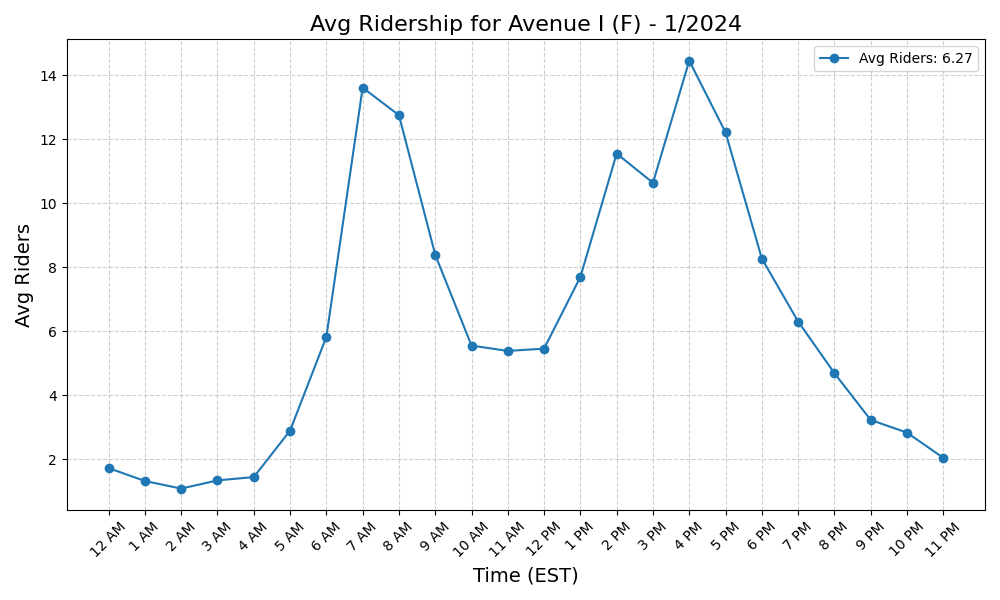 Avg Ridership for Avenue I (F) - 1/2024
Avg Riders: 6.27
Avg Riders
14
12
10
8
6
4
2
12 AM
1 AM
2 AM
3 AM
4 AM
5 AM
6 AM
7 AM
8 AM
9 AM
10 AM
11 AM
12 PM
1 PM
2 PM
3 PM
4 PM
5 PM
6 PM
7 PM
8 PM
9 PM
10 PM
11 PM
Time (EST)